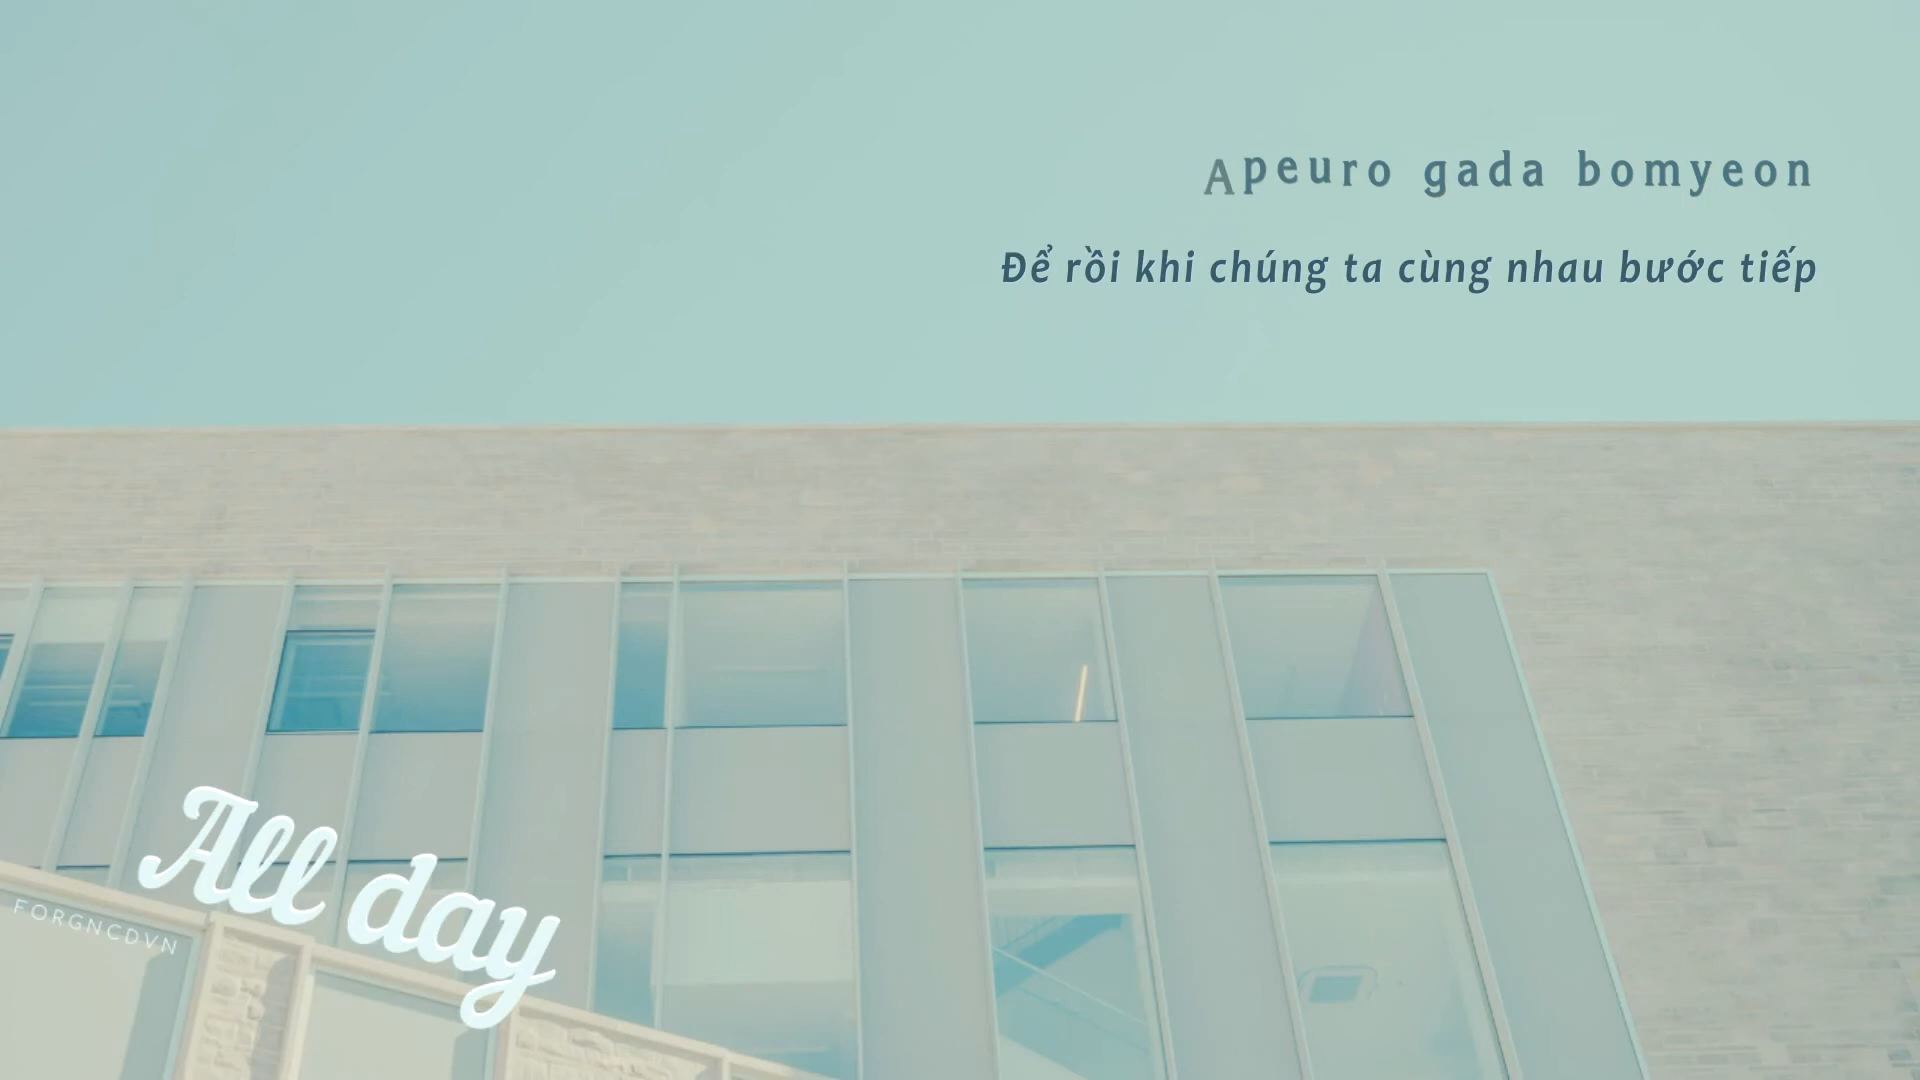 Apeuro gada bomyeon
Để rồi khi chúng ta cùng nhau bước tiếp
All day
FORGNCDVN